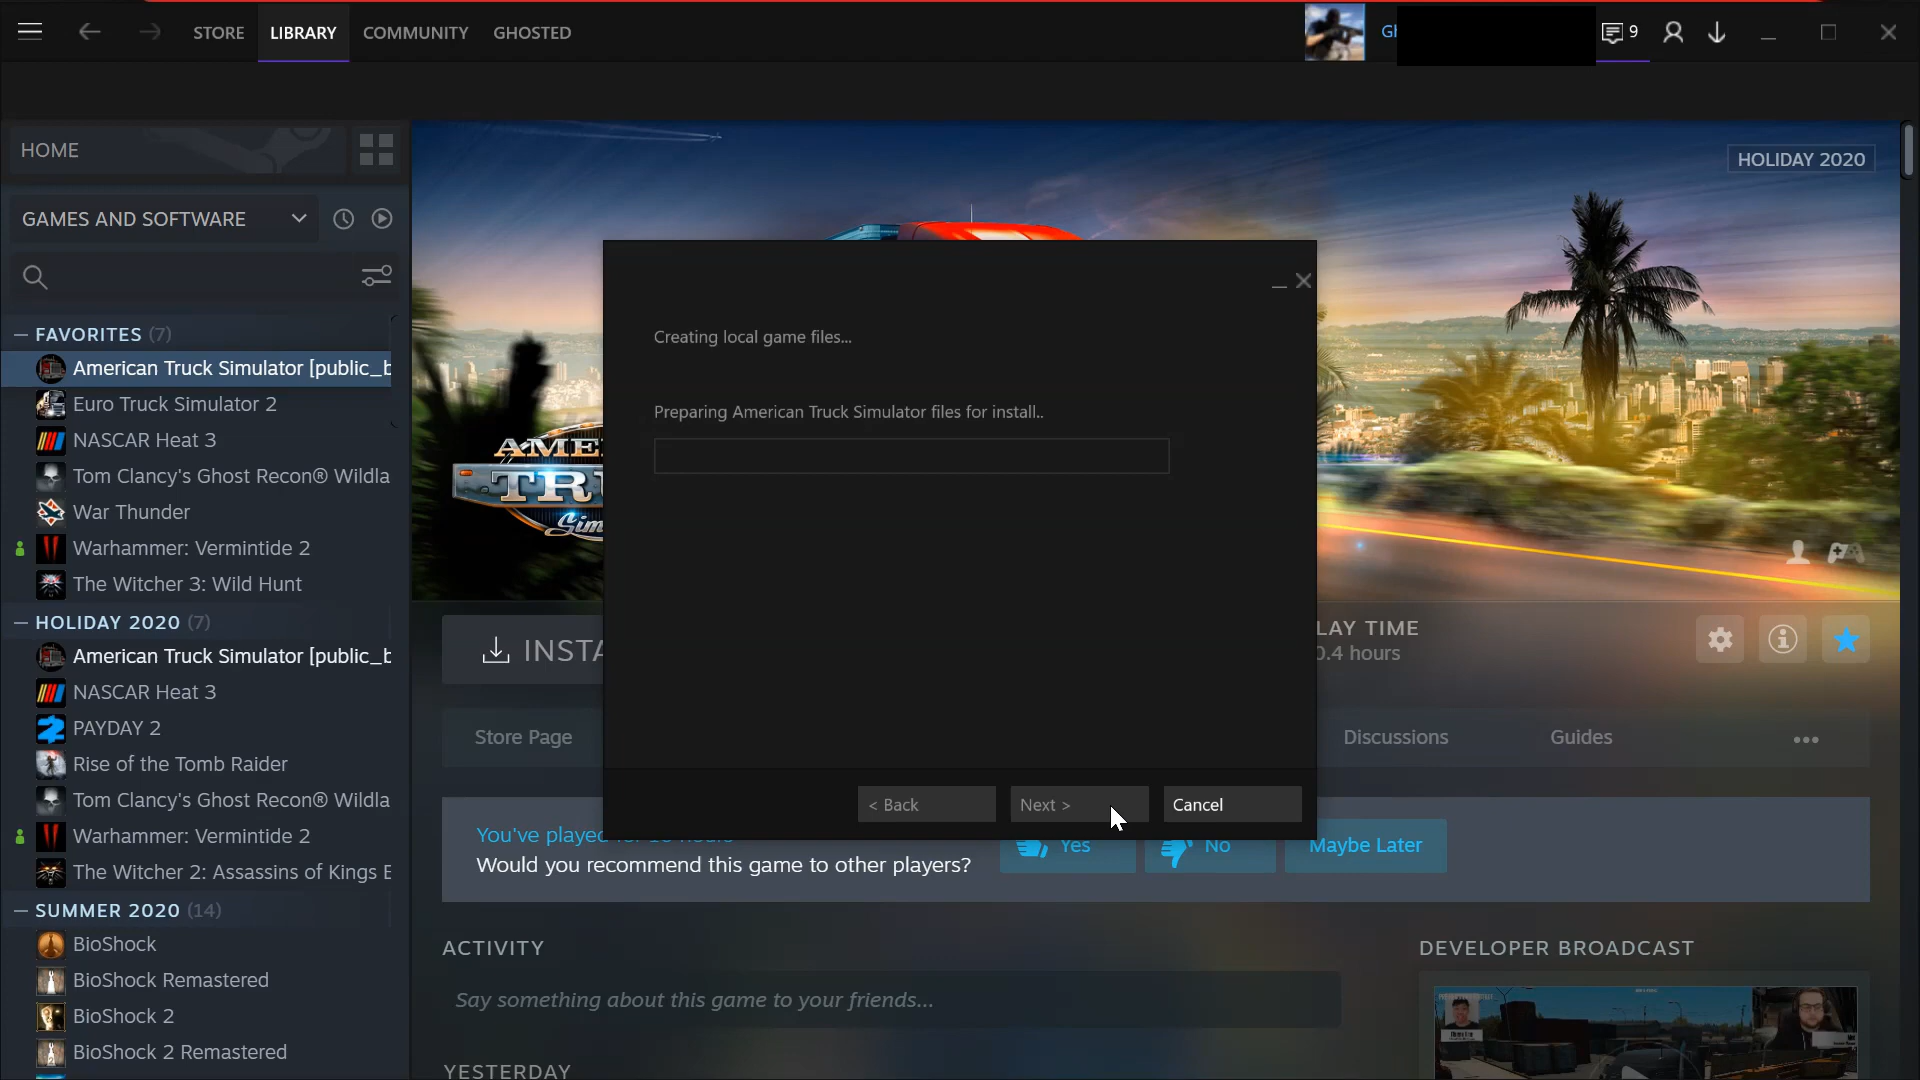 STORE
LIBRARY
COMMUNITY
GHOSTED
9
HOME
HOLIDAY 2020
GAMES AND SOFTWARE
— FAVORITES (7)
American Truck Simulator [public_b
Euro Truck Simulator 2
NASCAR Heat 3
Tom Clancy's Ghost Recon® Wildla
War Thunder
Warhammer: Vermintide 2
The Witcher 3: Wild Hunt
— HOLIDAY 2020 (7)
American Truck Simulator [public_b
NASCAR Heat 3
PAYDAY 2
Rise of the Tomb Raider
Tom Clancy's Ghost Recon® Wildla
Warhammer: Vermintide 2
The Witcher 2: Assassins of Kings E
— SUMMER 2020 (14)
BioShock
BioShock Remastered
BioShock 2
BioShock 2 Remastered
Creating local game files...
Preparing American Truck Simulator files for install..
< Back
Next >
Cancel
AME
TRU
Sim
INSTA
LAY TIME
0.4 hours
Store Page
Discussions
Guides
You've played
Would you recommend this game to other players?
Yes
No
Maybe Later
ACTIVITY
Say something about this game to your friends...
YESTERDAY
DEVELOPER BROADCAST